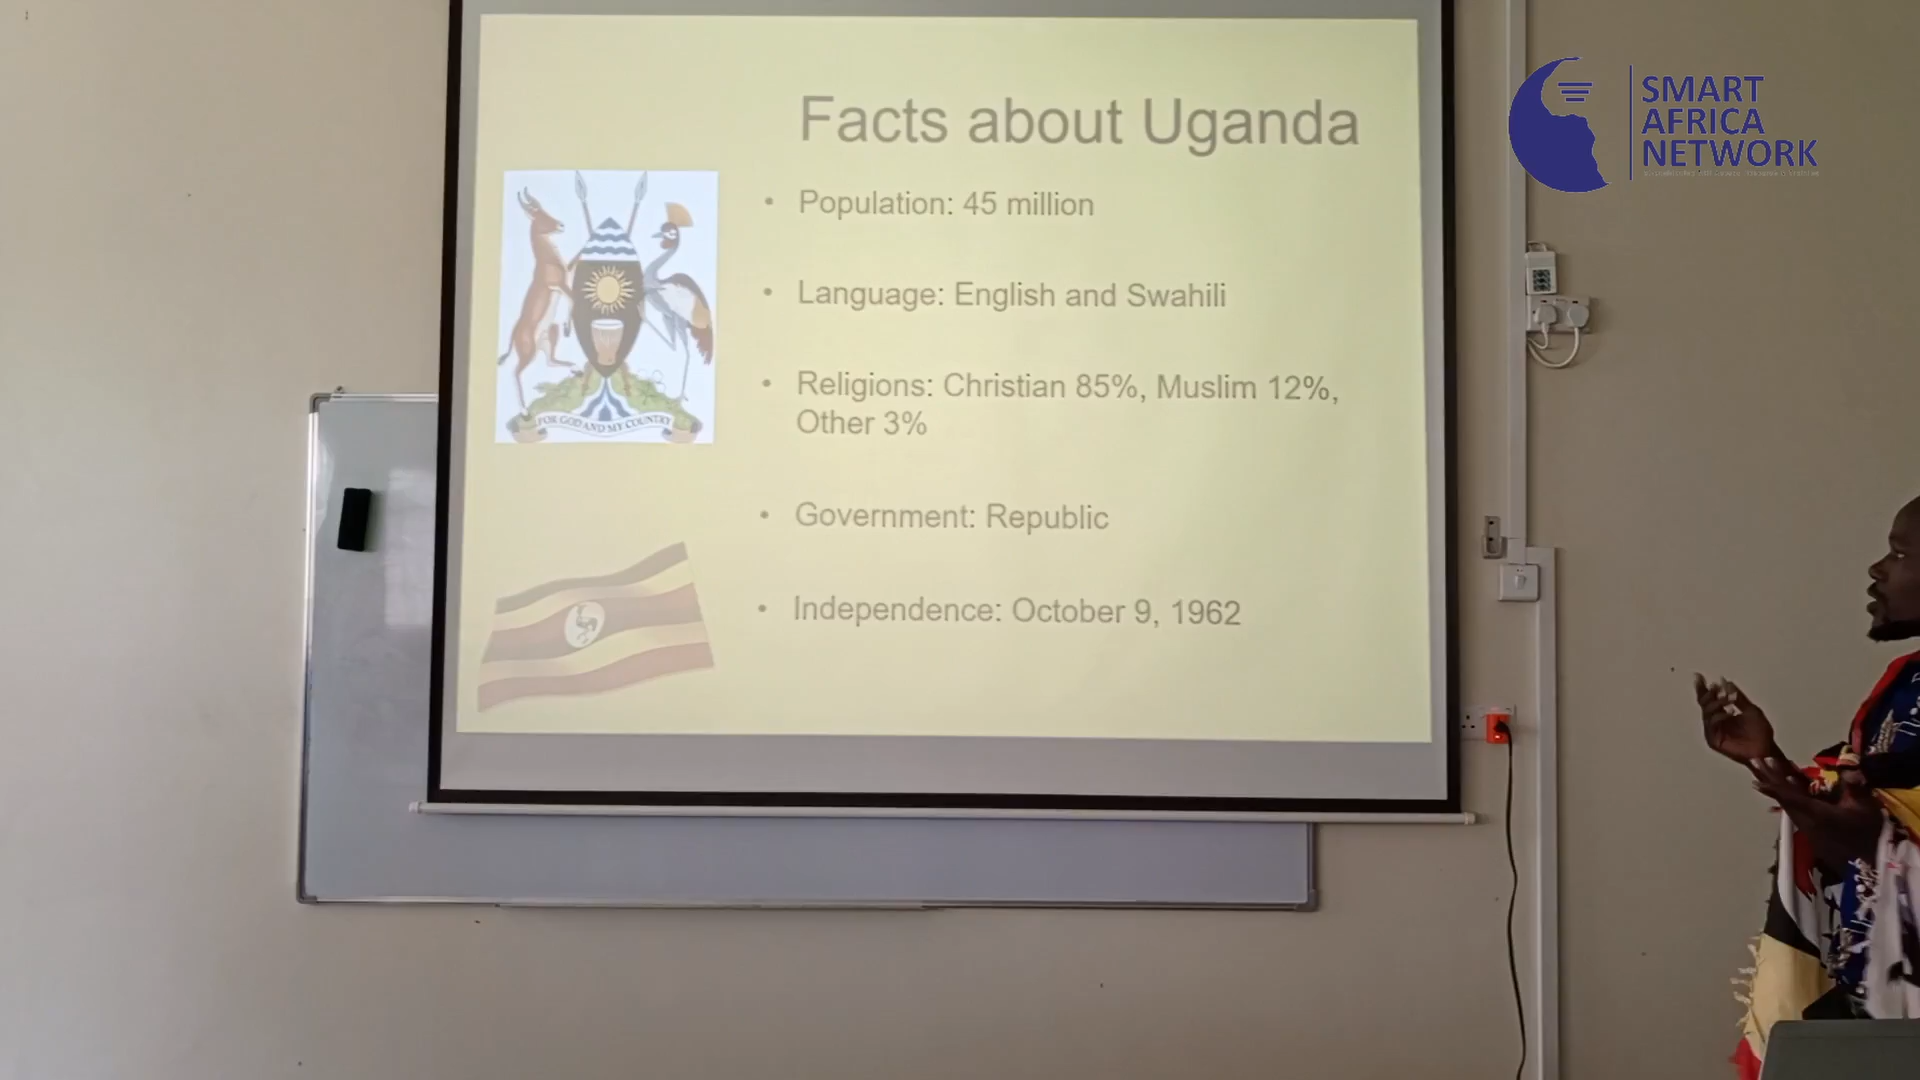 Facts about Uganda
• Population: 45 million
• Language: English and Swahili
• Religions: Christian 85%, Muslim 12%,
Other 3%
• Government: Republic
• Independence: October 9, 1962
FOR GOD AND MY COUNTRY
SMART
AFRICA
NETWORK